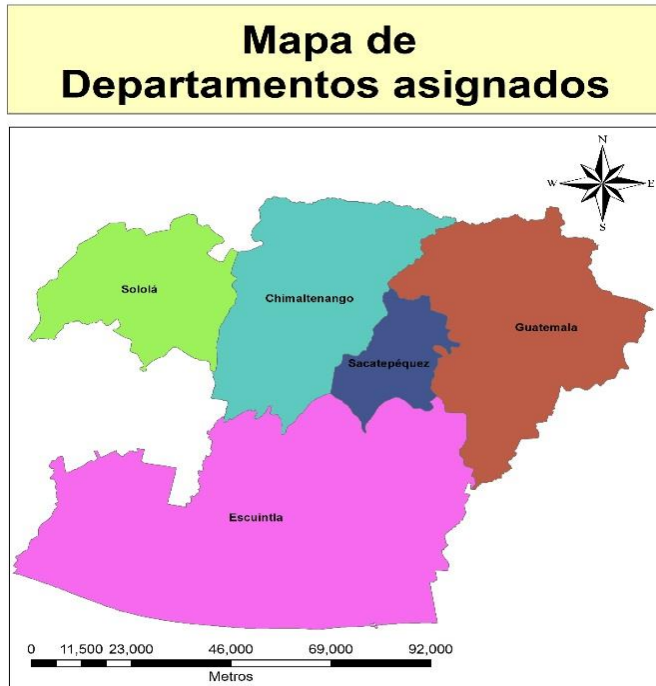 Mapa de
Departamentos asignados
N
W E
S
Sololá
Chimaltenango
Guatemala
Sacatepéquez
Escuintla
0 11,500 23,000 46,000 69,000 92,000
Metros